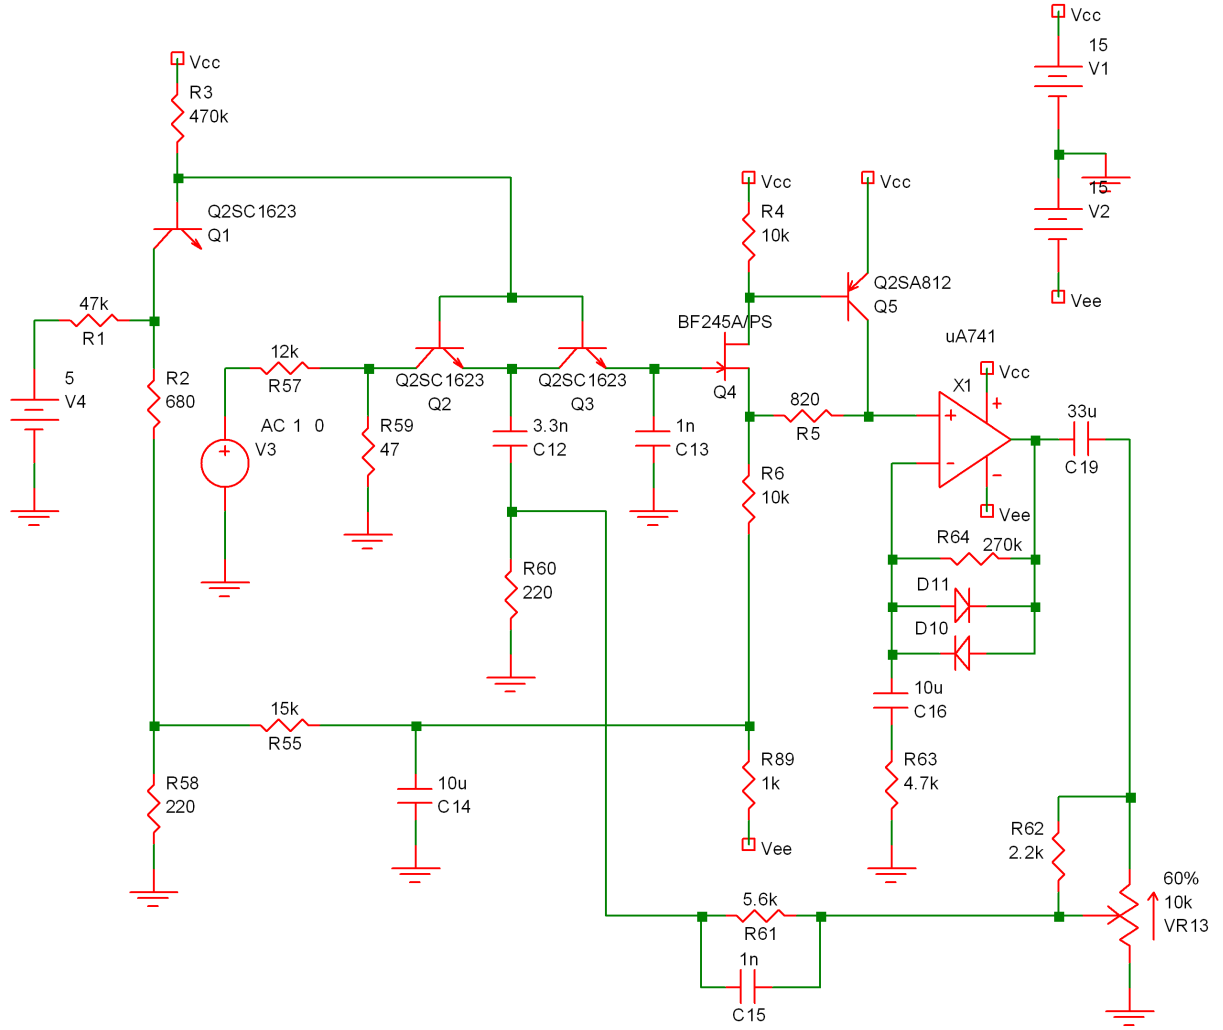 Vcc
15
V1
Vcc
R3
470k
Vcc
Vcc
15
V2
Q2SC1623
Q1
R4
10k
Q2SA812
Q5
Vee
47k
R1
BF245A/PS
uA741
12k
R57
Q2SC1623
Q2
Q2SC1623
Q3
Q4
X1
Vcc
+
5
V4
R2
680
820
R5
+
33u
C19
AC 1 0
V3
+
R59
47
3.3n
C12
1n
C13
-
−
R6
10k
Vee
R64
270k
R60
220
D11
D10
10u
C16
15k
R55
R58
220
10u
C14
R89
1k
R63
4.7k
Vee
R62
2.2k
60%
10k
VR13
5.6k
R61
1n
C15